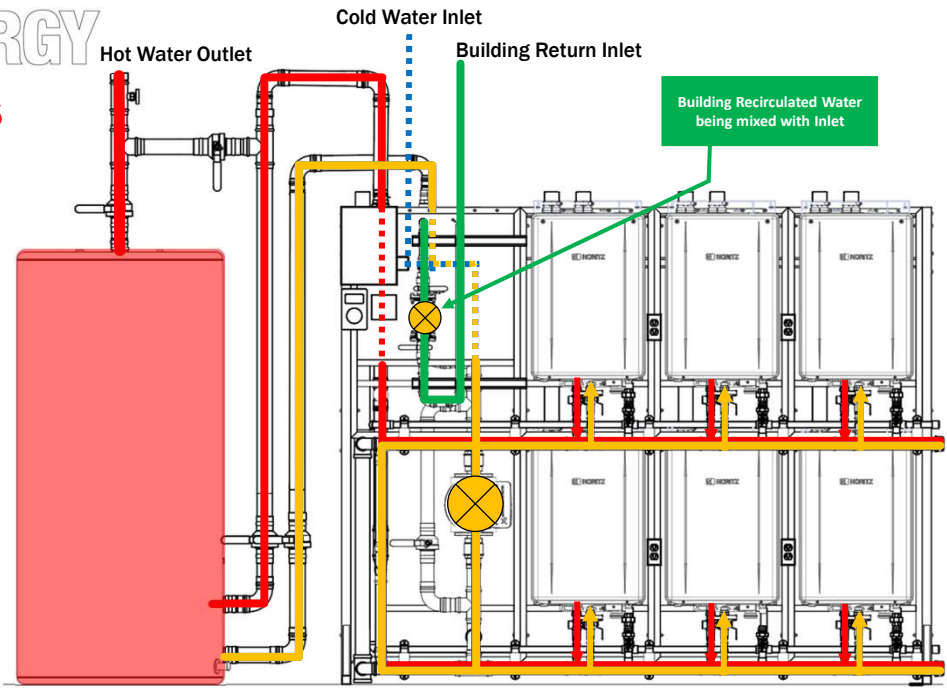 RGY
Cold Water Inlet
Hot Water Outlet
Building Return Inlet
S
Building Recirculated Water
being mixed with Inlet
NORITZ
NORITZ
NORITZ
NORITZ
NORITZ
NORITZ